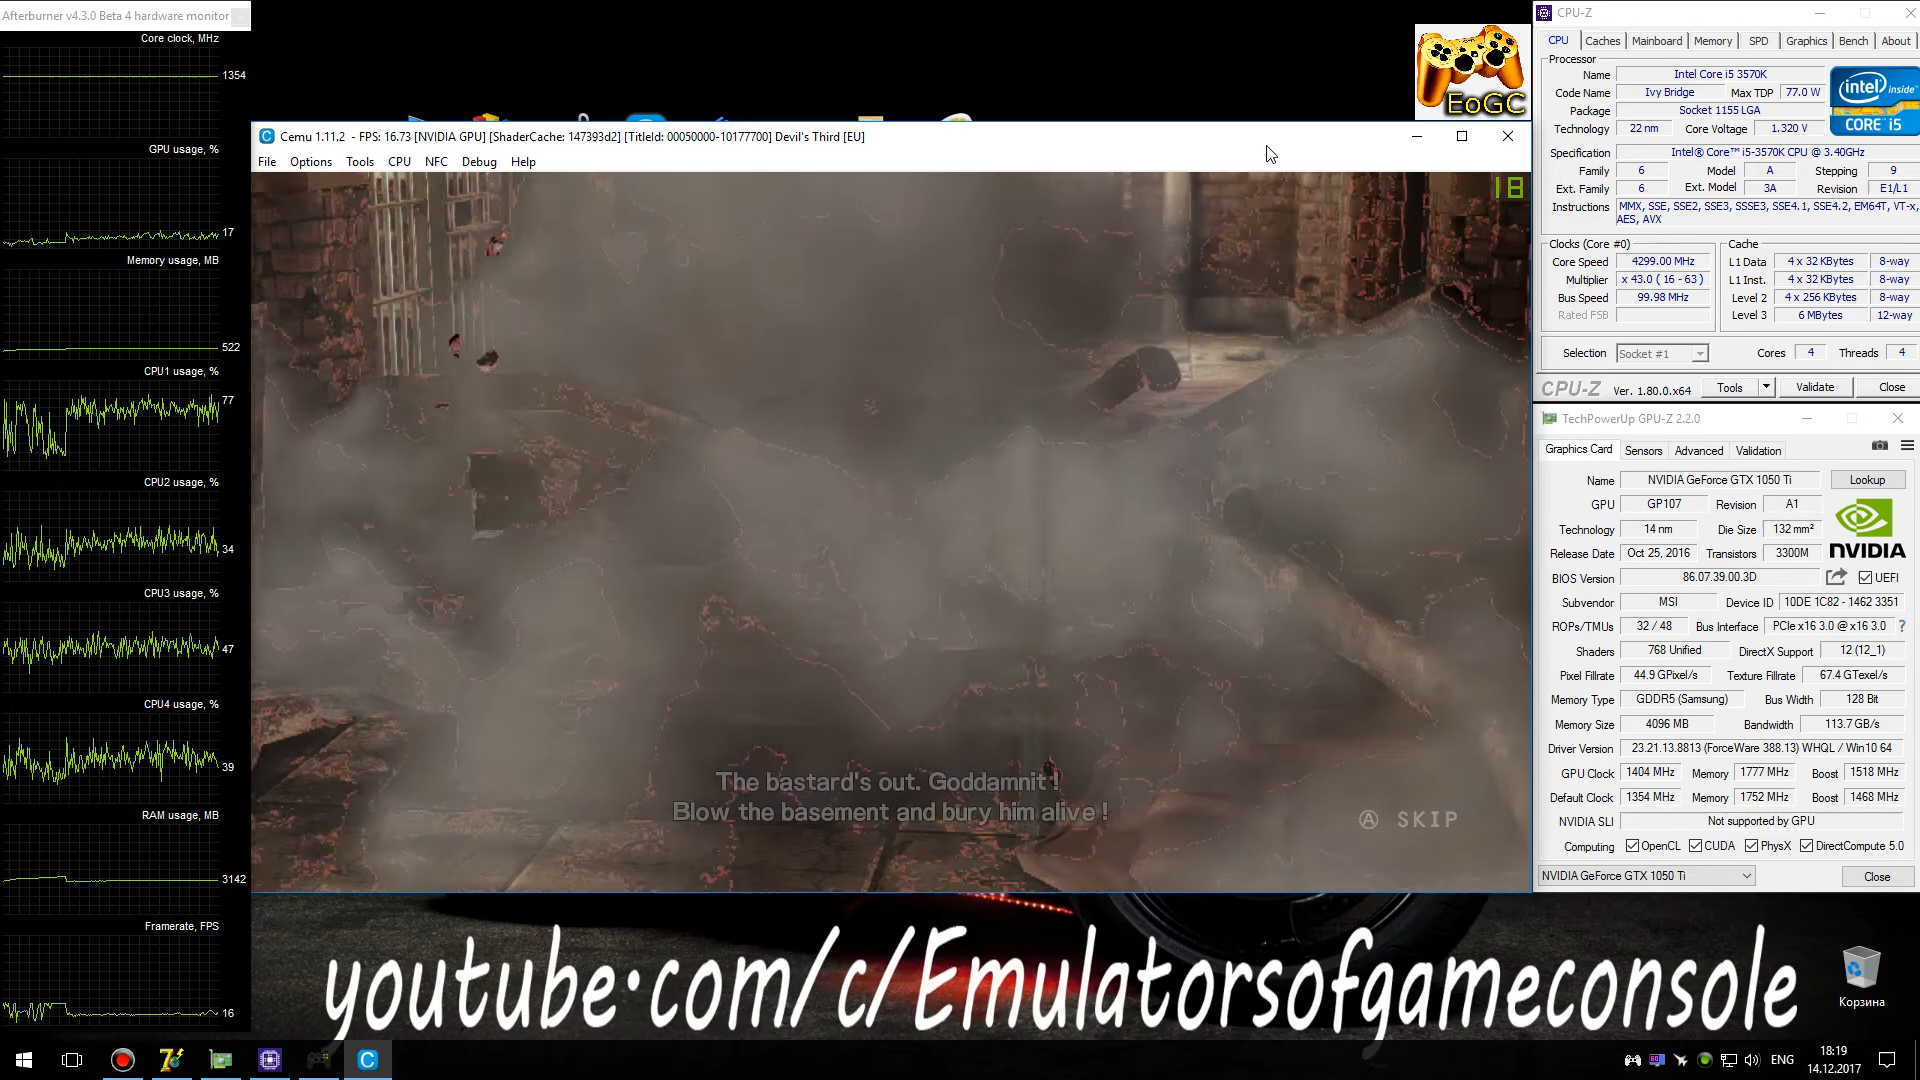 Afterburner v4.3.0 Beta 4 hardware monitor
Core clock, MHz
1354
GPU usage, %
17
Memory usage, MB
522
CPU1 usage, %
77
CPU2 usage, %
34
CPU3 usage, %
47
CPU4 usage, %
39
RAM usage, MB
3142
Framerate, FPS
16
EoGC
Cemu 1.11.2 - FPS: 16.73 [NVIDIA GPU] [ShaderCache: 147393d2] [TitleId: 00050000-10177700] Devil's Third [EU]
File Options Tools CPU NFC Debug Help
18
The bastard's out. Goddamnit !
Blow the basement and bury him alive !
A SKIP
CPU-Z
CPU Caches Mainboard Memory SPD Graphics Bench About
Processor
Name Intel Core i5 3570K
Code Name Ivy Bridge Max TDP 77.0 W
Package Socket 1155 LGA
Technology 22 nm Core Voltage 1.320 V
intel inside
CORE i5
Specification Intel® Core™ i5-3570K CPU @ 3.40GHz
Family 6 Model A Stepping 9
Ext. Family 6 Ext. Model 3A Revision E1/L1
Instructions MMX, SSE, SSE2, SSE3, SSSE3, SSE4.1, SSE4.2, EM64T, VT-x,
AES, AVX
Clocks (Core #0) Cache
Core Speed 4299.00 MHz L1 Data 4 x 32 KBytes 8-way
Multiplier x 43.0 ( 16 - 63 ) L1 Inst. 4 x 32 KBytes 8-way
Bus Speed 99.98 MHz Level 2 4 x 256 KBytes 8-way
Rated FSB Level 3 6 MBytes 12-way
Selection Socket #1 Cores 4 Threads 4
CPU-Z Ver. 1.80.0.x64 Tools Validate Close
TechPowerUp GPU-Z 2.2.0
Graphics Card Sensors Advanced Validation
Name NVIDIA GeForce GTX 1050 Ti Lookup
GPU GP107 Revision A1
Technology 14 nm Die Size 132 mm²
Release Date Oct 25, 2016 Transistors 3300M
NVIDIA
BIOS Version 86.07.39.00.3D UEFI
Subvendor MSI Device ID 10DE 1C82 - 1462 3351
ROPs/TMUs 32 / 48 Bus Interface PCIe x16 3.0 @ x16 3.0 ?
Shaders 768 Unified DirectX Support 12 (12_1)
Pixel Fillrate 44.9 GPixel/s Texture Fillrate 67.4 GTexel/s
Memory Type GDDR5 (Samsung) Bus Width 128 Bit
Memory Size 4096 MB Bandwidth 113.7 GB/s
Driver Version 23.21.13.8813 (ForceWare 388.13) WHQL / Win10 64
GPU Clock 1404 MHz Memory 1777 MHz Boost 1518 MHz
Default Clock 1354 MHz Memory 1752 MHz Boost 1468 MHz
NVIDIA SLI Not supported by GPU
Computing OpenCL CUDA PhysX DirectCompute 5.0
NVIDIA GeForce GTX 1050 Ti Close
youtube.com/c/Emulatorsofgameconsole
Корзина
ENG
18:19
14.12.2017